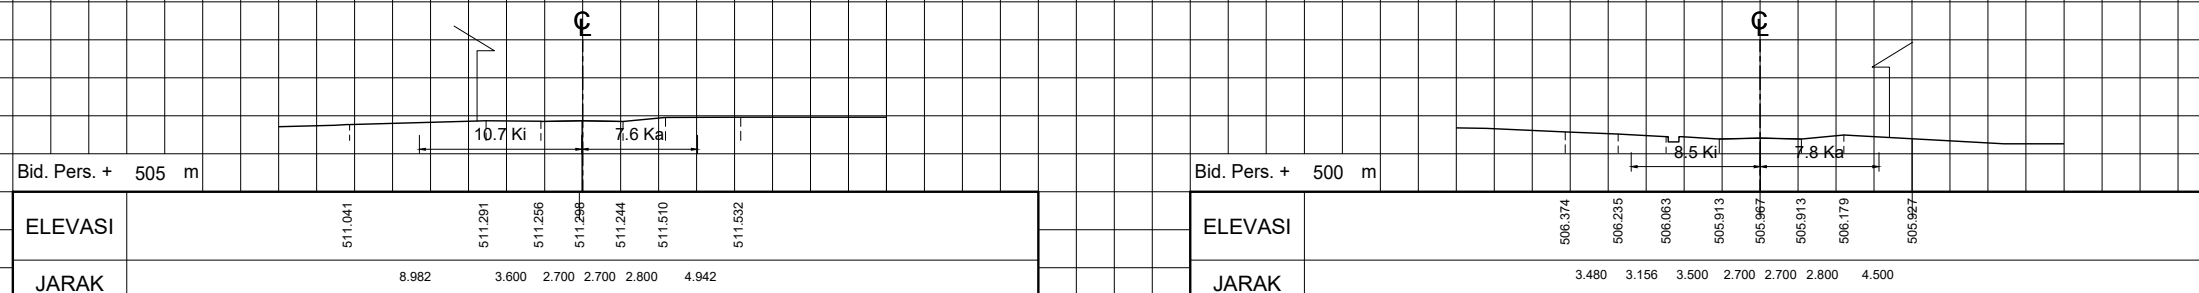 ℄
10.7 Ki 7.6 Ka
Bid. Pers. + 505 m
ELEVASI 511.041 511.291 511.256 511.298 511.244 511.510 511.532
JARAK 8.982 3.600 2.700 2.700 2.800 4.942
℄
8.5 Ki 7.8 Ka
Bid. Pers. + 500 m
ELEVASI 506.374 506.235 506.063 505.913 505.967 505.913 506.179 505.927
JARAK 3.480 3.156 3.500 2.700 2.700 2.800 4.500